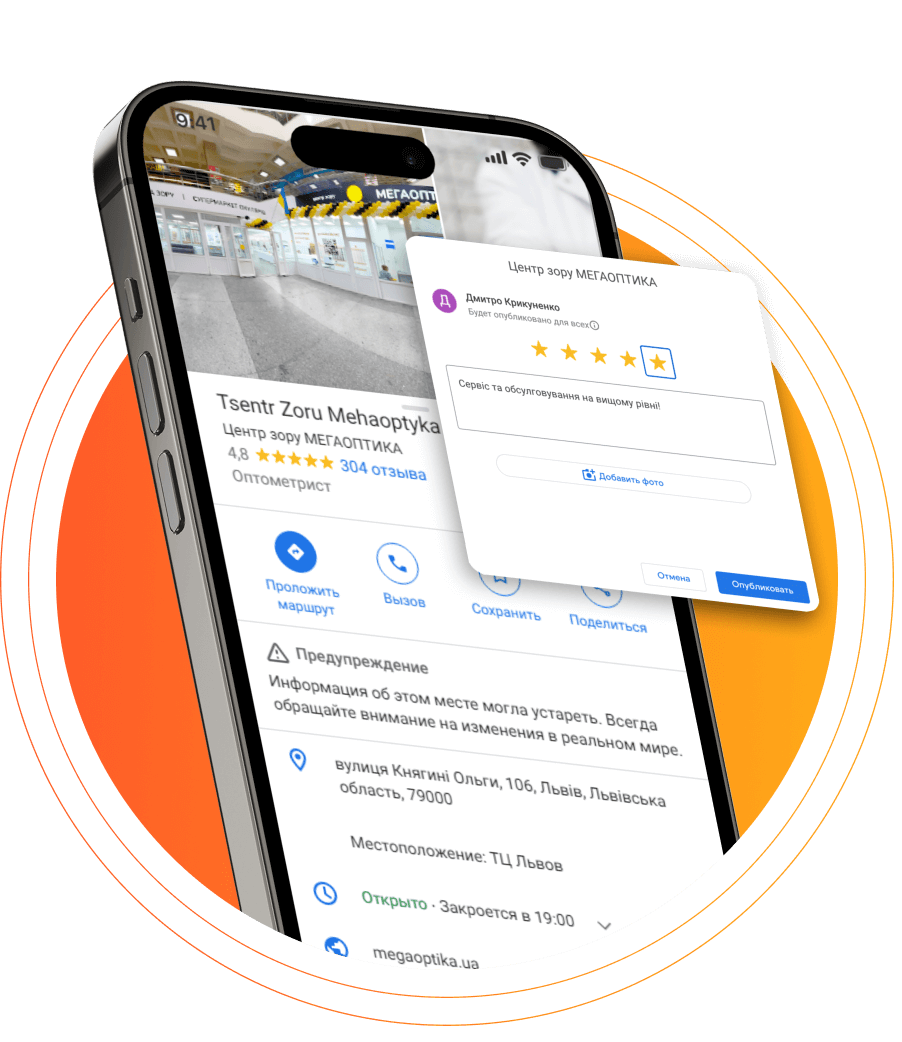 9:41
А ЗОРУ | СУПЕРМАРКЕТ
МЕГАОПТ
Tsentr Zoru Mehaoptyka
Центр зору МЕГАОПТИКА
4,8 304 отзыва
Оптометрист
Проложить
маршрут
Вызов
Сохранить
Поделиться
Предупреждение
Информация об этом месте могла устареть. Всегда
обращайте внимание на изменения в реальном мире.
вулиця Княгині Ольги, 106, Львів, Львівська
область, 79000
Местоположение: ТЦ Львов
Открыто · Закроется в 19:00
megaoptika.ua
Центр зору МЕГАОПТИКА
Д
Дмитро Крикуненко
Будет опубликовано для всех
Сервіс та обсулговування на вищому рівні!
Добавить фото
Отмена
Опубликовать